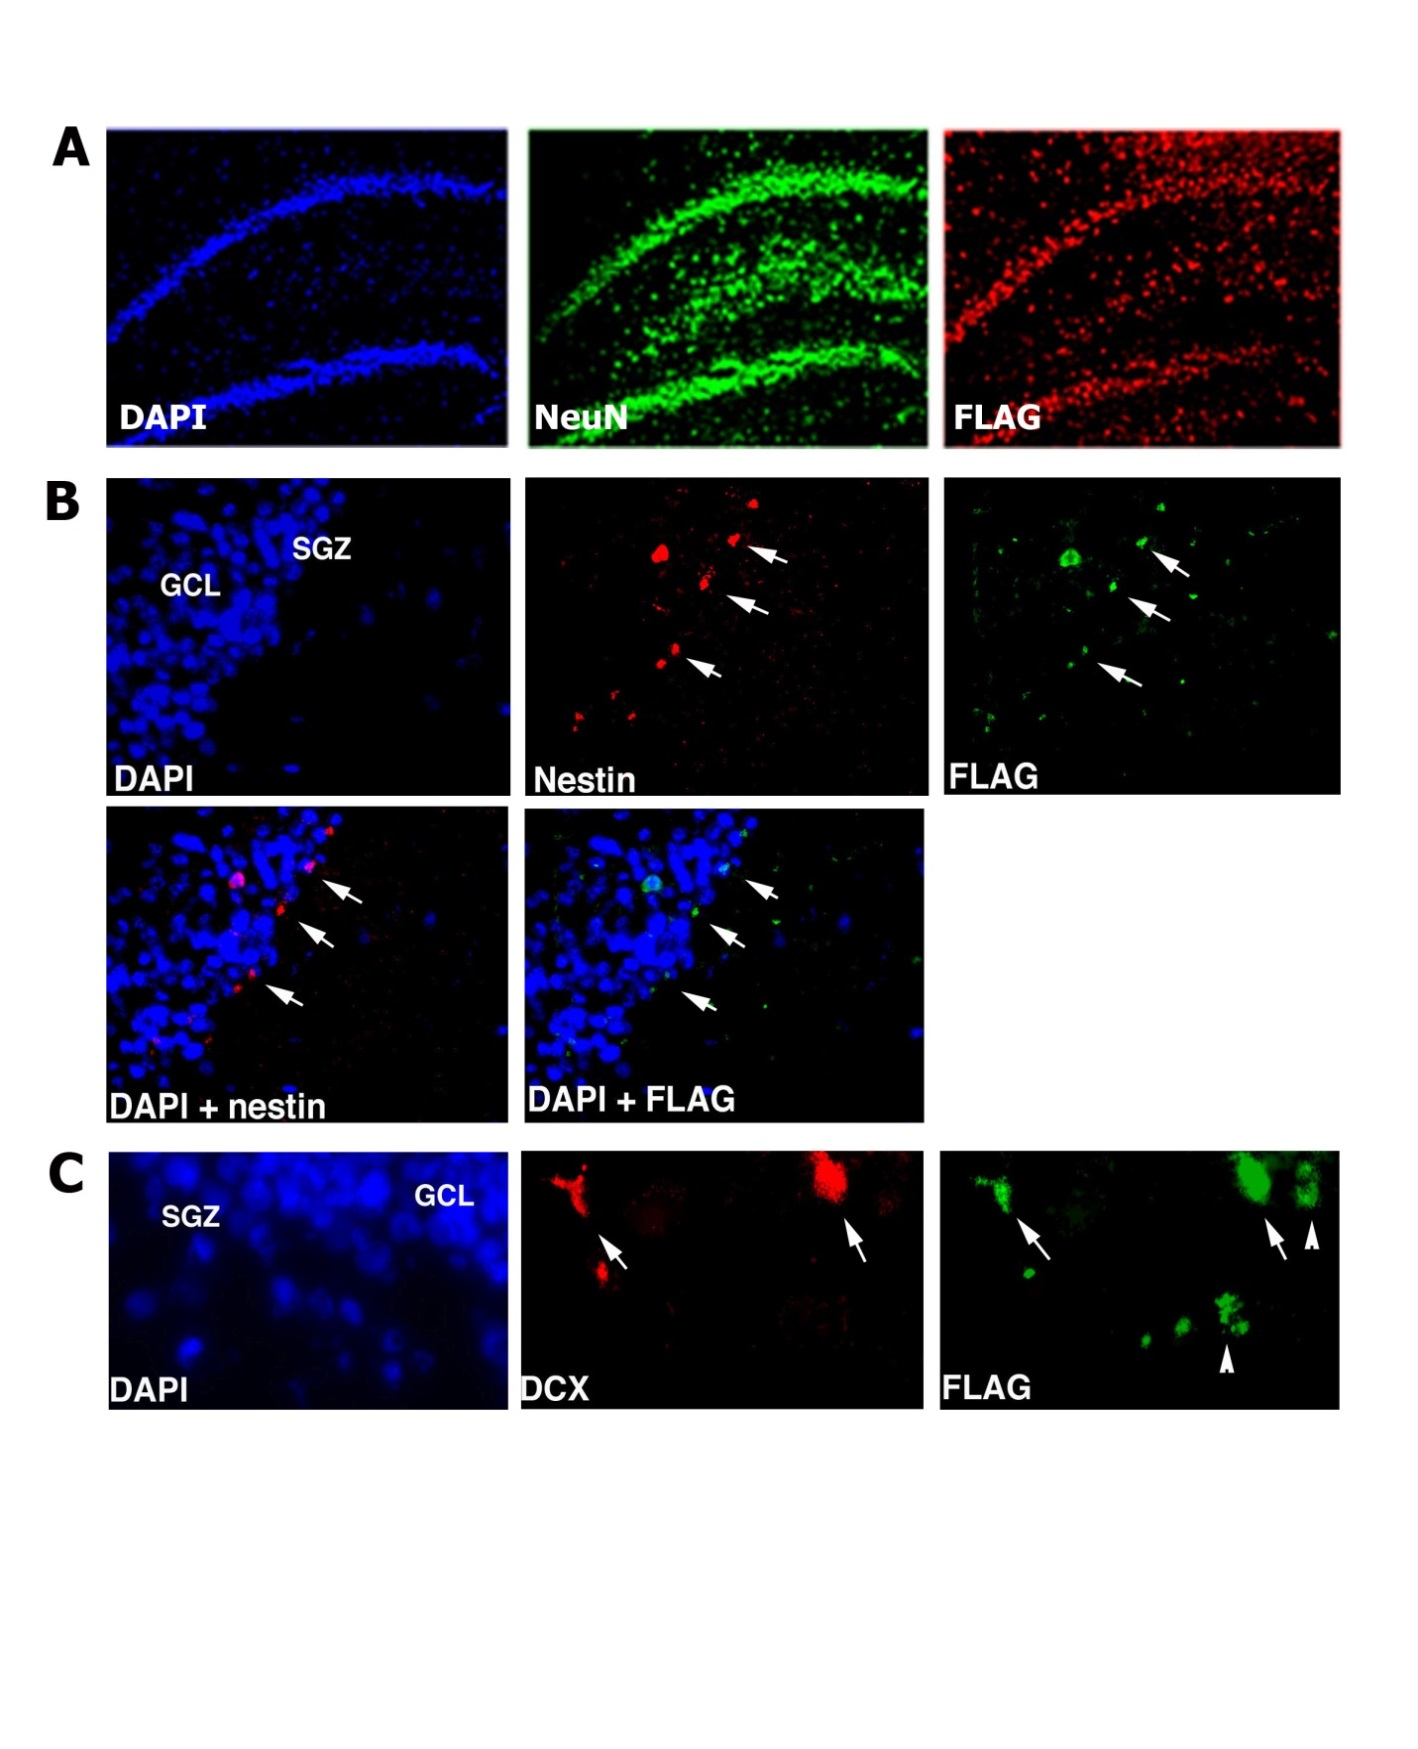 A
DAPI
NeuN
FLAG
B
GCL
SGZ
DAPI
Nestin
FLAG
DAPI + nestin
DAPI + FLAG
C
SGZ
GCL
DAPI
DCX
FLAG